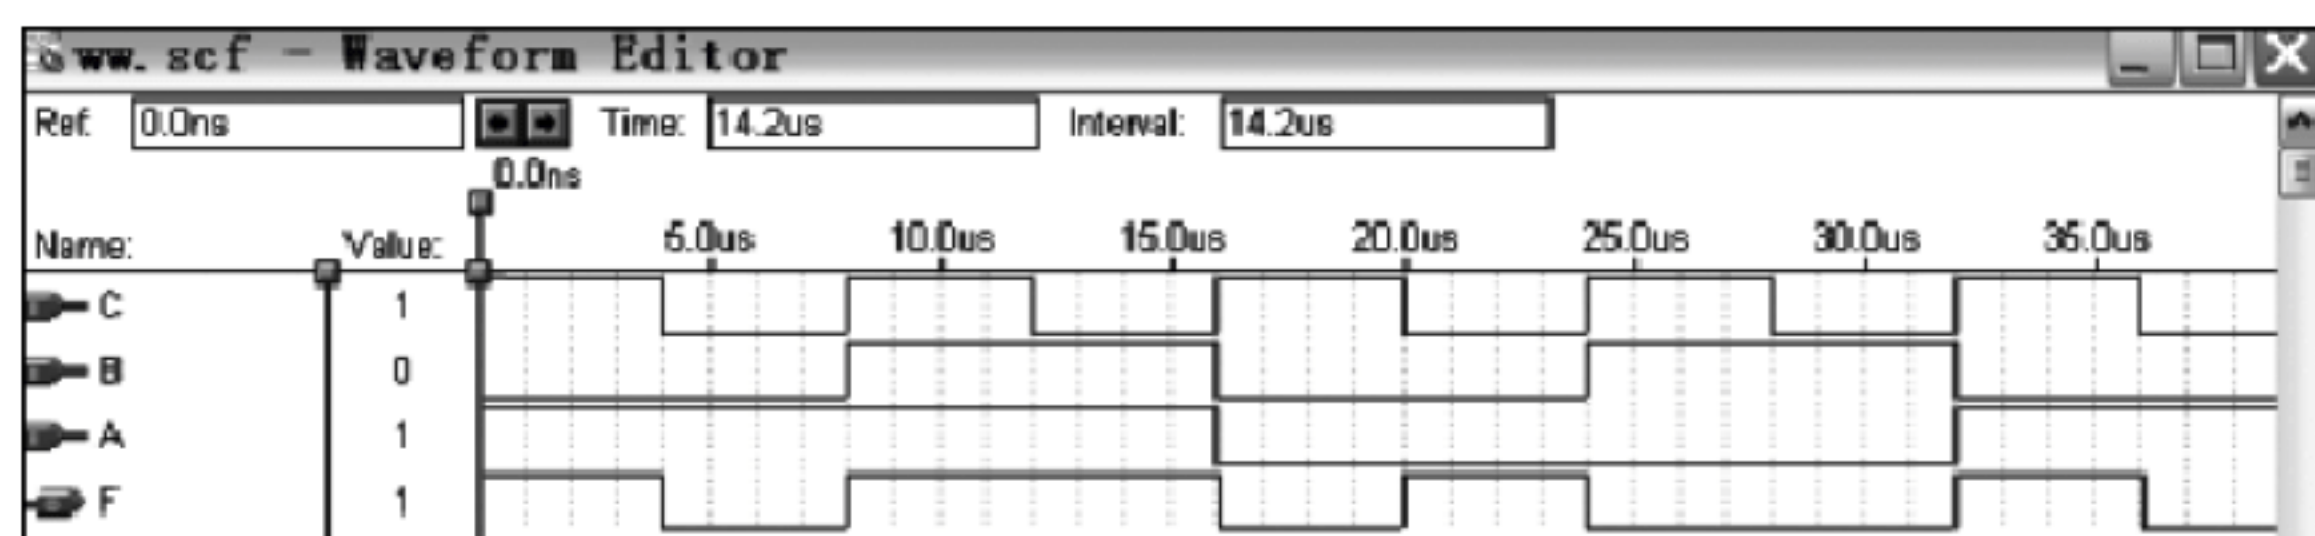 ww.scf - Waveform Editor
Ref: 0.0ns Time: 14.2us Interval: 14.2us
0.0ns
Name: Value: 5.0us 10.0us 15.0us 20.0us 25.0us 30.0us 35.0us
C 1
B 0
A 1
F 1